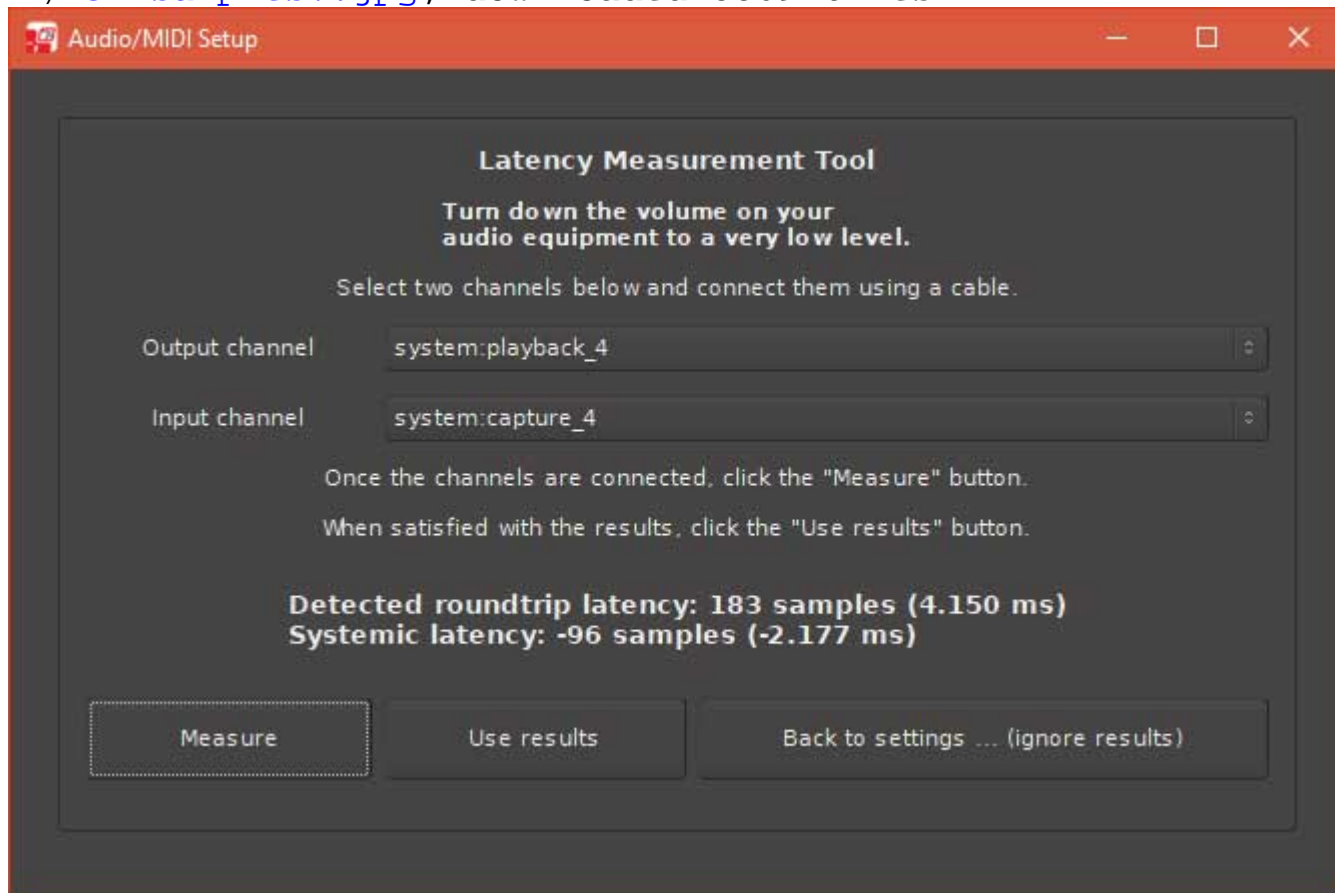 Audio/MIDI Setup
Latency Measurement Tool
Turn down the volume on your
audio equipment to a very low level.
Select two channels below and connect them using a cable.
Output channel system:playback_4
Input channel system:capture_4
Once the channels are connected, click the "Measure" button.
When satisfied with the results, click the "Use results" button.
Detected roundtrip latency: 183 samples (4.150 ms)
Systemic latency: -96 samples (-2.177 ms)
Measure Use results Back to settings ... (ignore results)